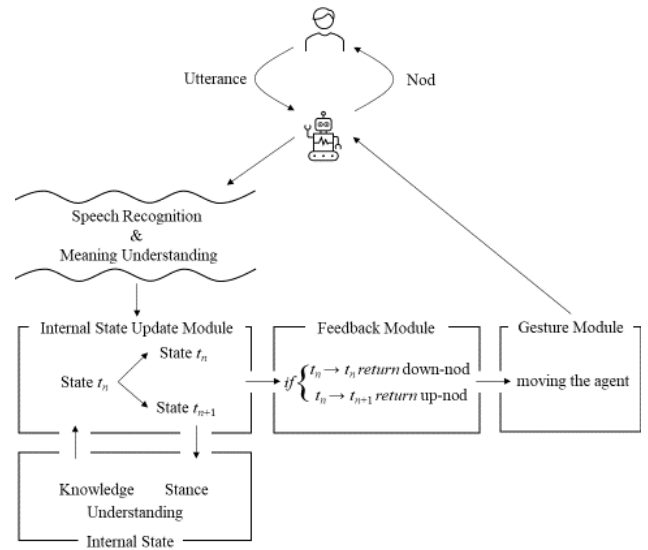 Utterance
Nod
Speech Recognition
&
Meaning Understanding
Internal State Update Module
State tₙ
State tₙ
State tₙ₊₁
Feedback Module
if { tₙ → tₙ return down-nod
tₙ → tₙ₊₁ return up-nod
Gesture Module
moving the agent
Knowledge Stance
Understanding
Internal State